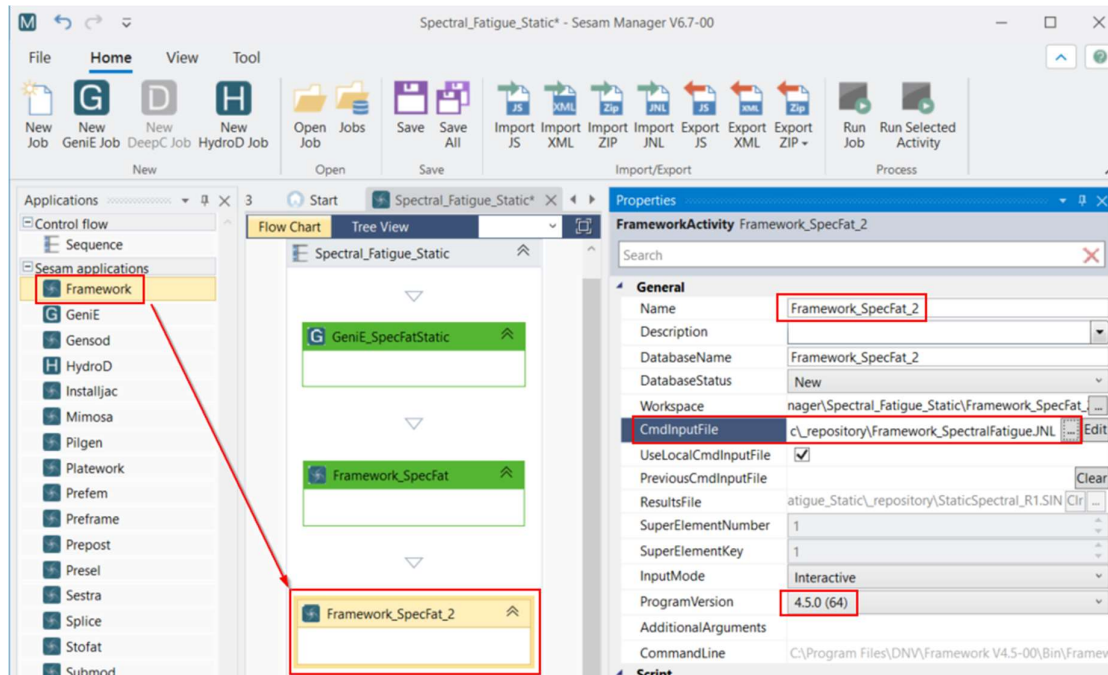 Spectral_Fatigue_Static* - Sesam Manager V6.7-00
File Home View Tool
New Job
New GeniE Job
New DeepC Job
New HydroD Job
Open Job
Jobs
Save
Save All
Import JS
Import XML
Import ZIP
Import JNL
Export JS
Export XML
Export ZIP
Run Job
Run Selected Activity
New Open Save Import/Export Process
Applications
Control flow
Sequence
Sesam applications
Framework
GeniE
Gensod
HydroD
Installjac
Mimosa
Pilgen
Platework
Prefem
Preframe
Prepost
Presel
Sestra
Splice
Stofat
Submod
3 Start Spectral_Fatigue_Static*
Flow Chart Tree View
Spectral_Fatigue_Static
GeniE_SpecFatStatic
Framework_SpecFat
Framework_SpecFat_2
Properties
FrameworkActivity Framework_SpecFat_2
Search
General
Name Framework_SpecFat_2
Description
DatabaseName Framework_SpecFat_2
DatabaseStatus New
Workspace nager\Spectral_Fatigue_Static\Framework_SpecFat_ ...
CmdInputFile c\_repository\Framework_SpectralFatigue.JNL ... Edit
UseLocalCmdInputFile
PreviousCmdInputFile Clear
ResultsFile atigue_Static\_repository\StaticSpectral_R1.SIN Clr ...
SuperElementNumber 1
SuperElementKey 1
InputMode Interactive
ProgramVersion 4.5.0 (64)
AdditionalArguments
CommandLine C:\Program Files\DNV\Framework V4.5-00\Bin\Framew
Script